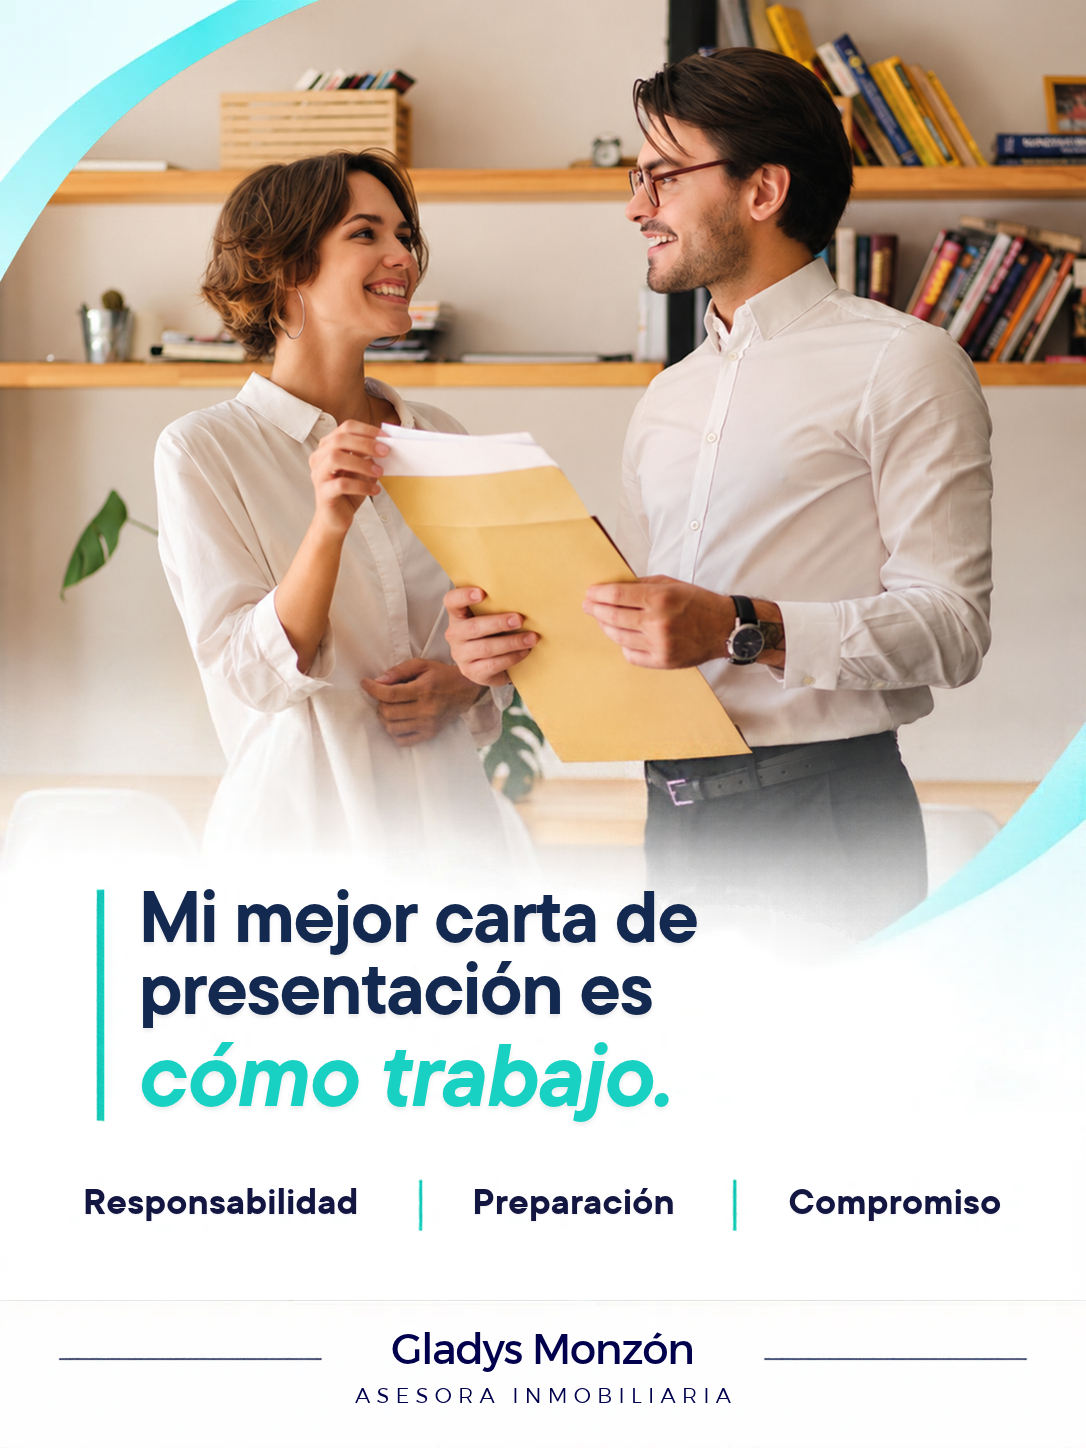 Mi mejor carta de
presentación es
cómo trabajo.
Responsabilidad
Preparación
Compromiso
Gladys Monzón
ASESORA INMOBILIARIA